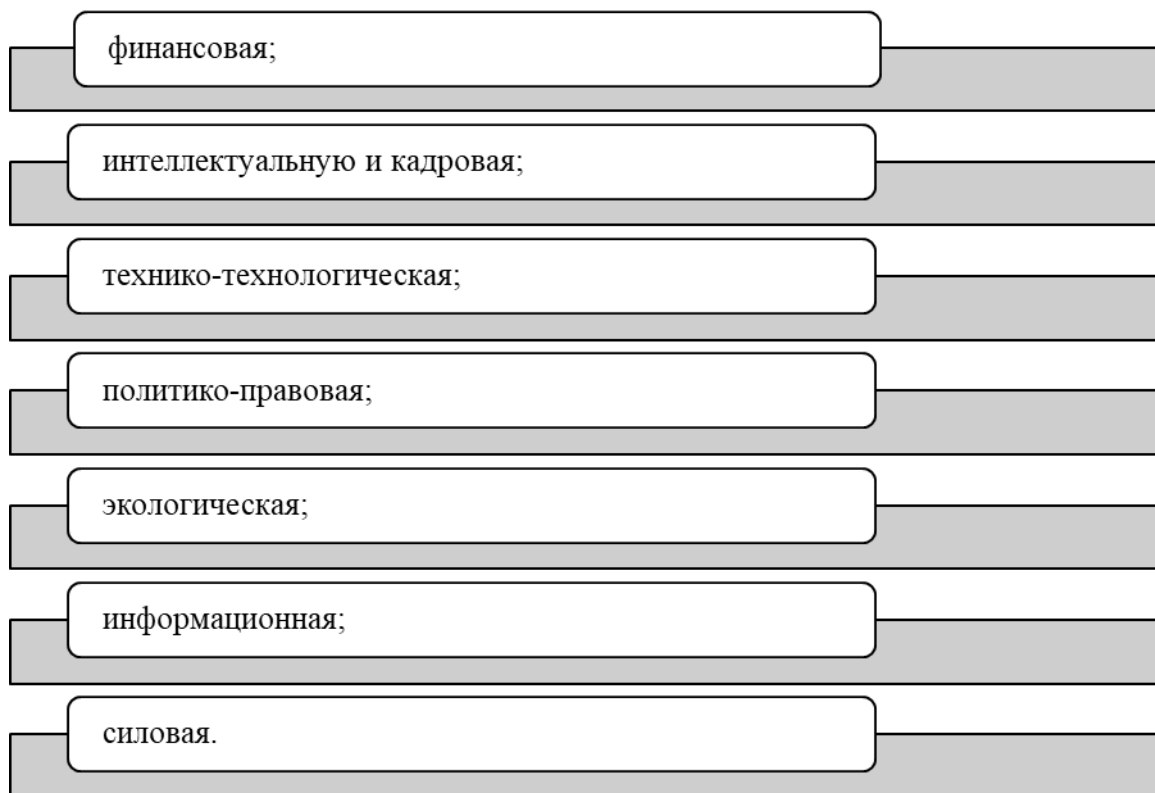 финансовая;
интеллектуальную и кадровая;
технико-технологическая;
политико-правовая;
экологическая;
информационная;
силовая.